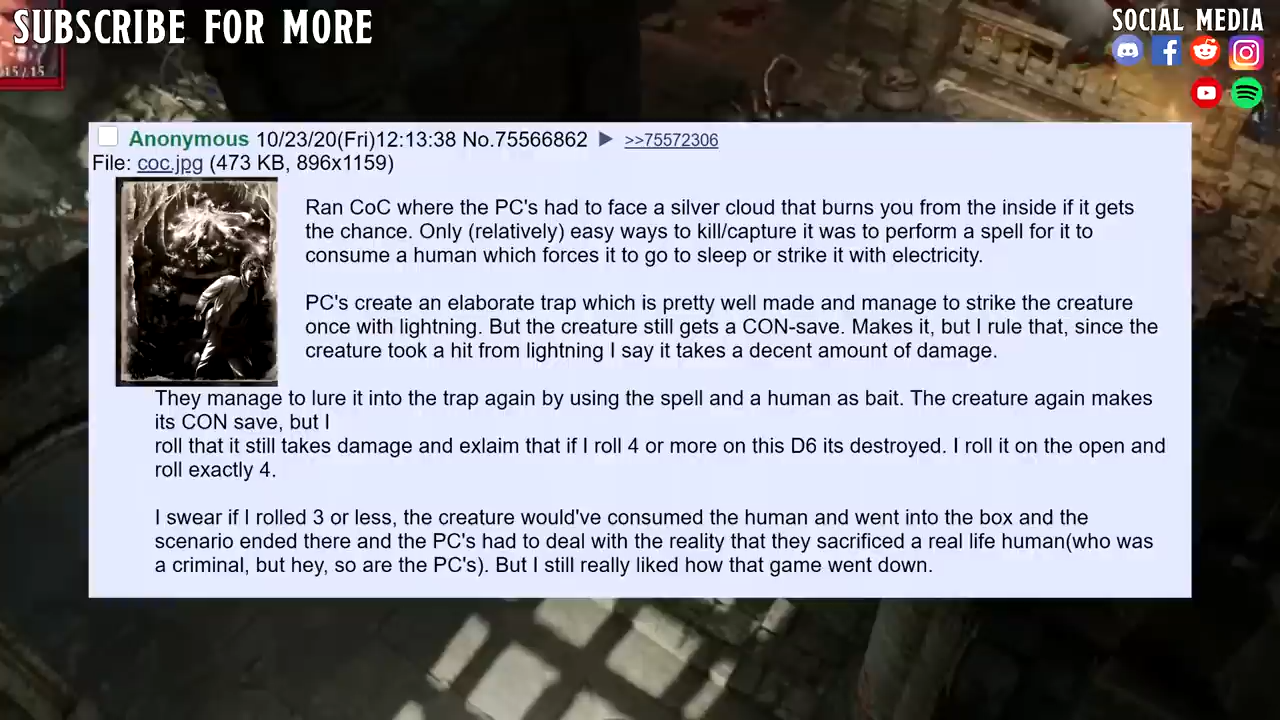 SUBSCRIBE FOR MORE
SOCIAL MEDIA
15/15
Anonymous 10/23/20(Fri)12:13:38 No.75566862 ▶ >>75572306
File: coc.jpg (473 KB, 896x1159)
Ran CoC where the PC's had to face a silver cloud that burns you from the inside if it gets
the chance. Only (relatively) easy ways to kill/capture it was to perform a spell for it to
consume a human which forces it to go to sleep or strike it with electricity.
PC's create an elaborate trap which is pretty well made and manage to strike the creature
once with lightning. But the creature still gets a CON-save. Makes it, but I rule that, since the
creature took a hit from lightning I say it takes a decent amount of damage.
They manage to lure it into the trap again by using the spell and a human as bait. The creature again makes
its CON save, but I
roll that it still takes damage and exlaim that if I roll 4 or more on this D6 its destroyed. I roll it on the open and
roll exactly 4.
I swear if I rolled 3 or less, the creature would've consumed the human and went into the box and the
scenario ended there and the PC's had to deal with the reality that they sacrificed a real life human(who was
a criminal, but hey, so are the PC's). But I still really liked how that game went down.